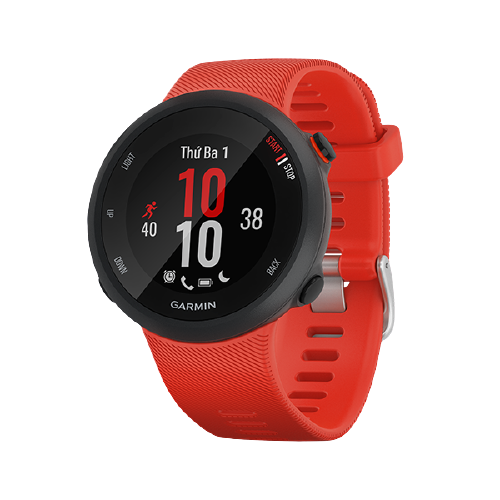 LIGHT
Thứ Ba 1
START
STOP
UP
10
40
10
38
DOWN
BACK
GARMIN